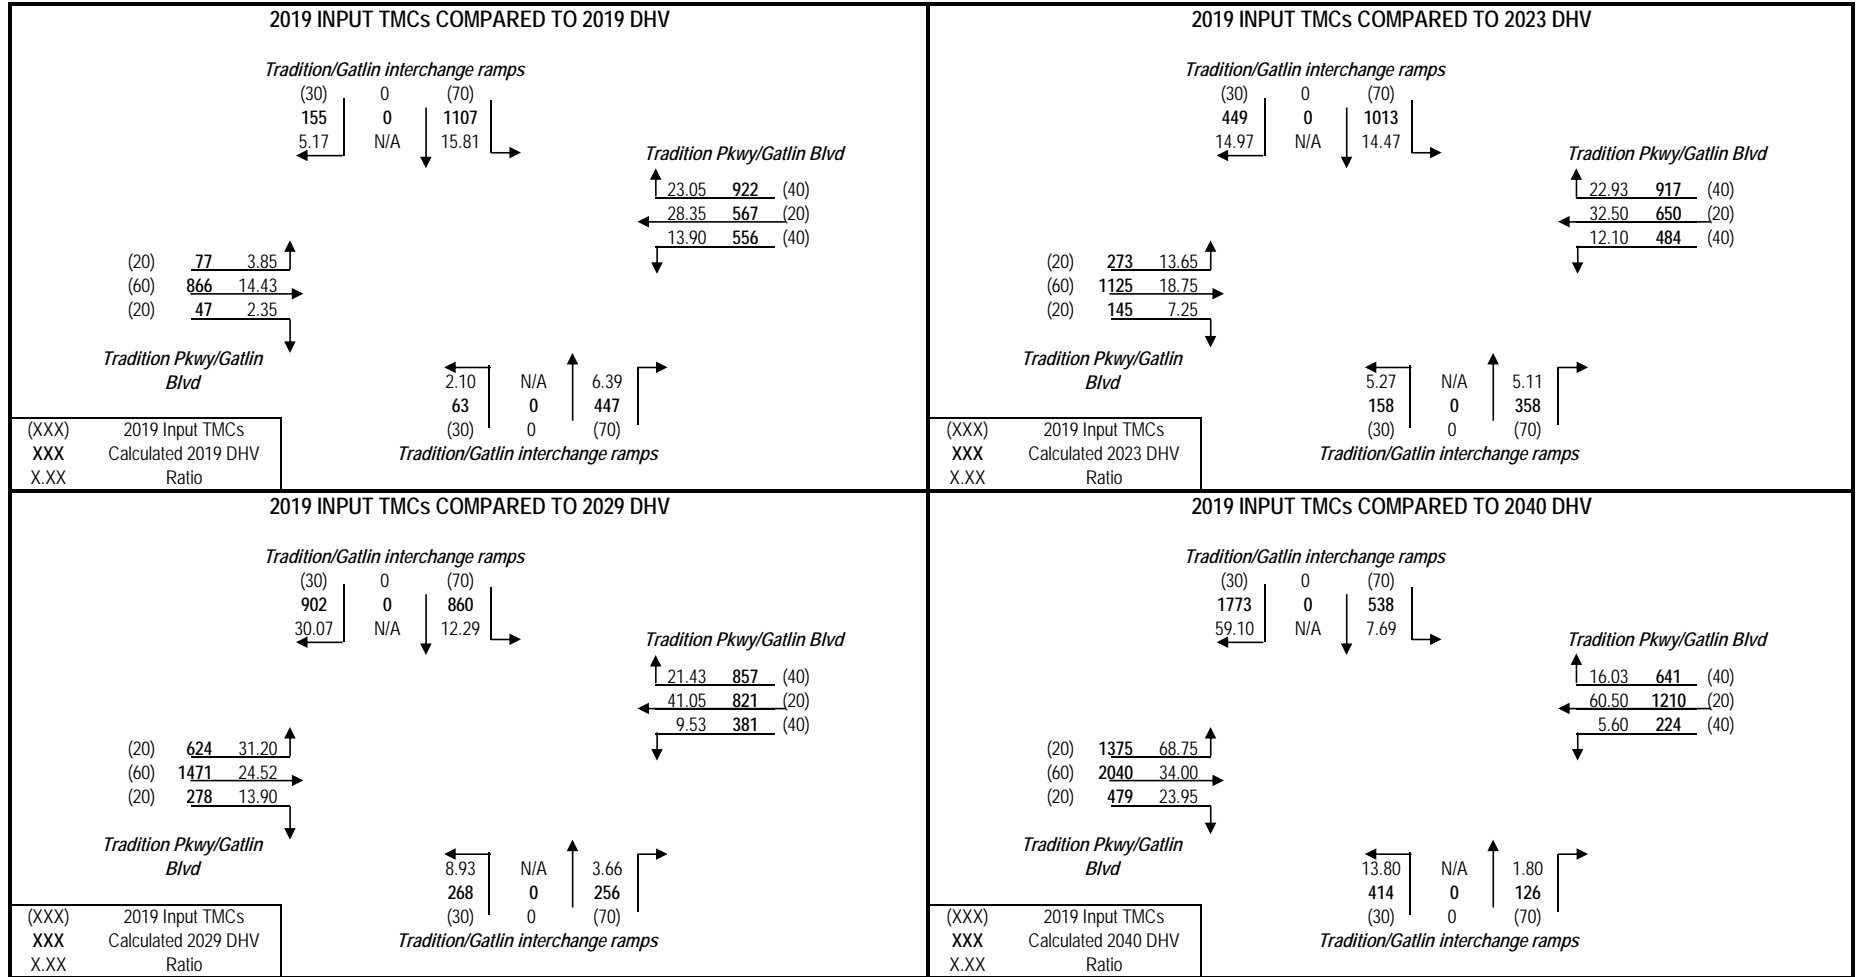 2019 INPUT TMCs COMPARED TO 2019 DHV
Tradition/Gatlin interchange ramps
(30) 0 (70)
155 0 1107
5.17 N/A 15.81
Tradition Pkwy/Gatlin Blvd
23.05 922 (40)
28.35 567 (20)
13.90 556 (40)
(20) 77 3.85
(60) 866 14.43
(20) 47 2.35
Tradition Pkwy/Gatlin
Blvd
2.10 N/A 6.39
63 0 447
(30) 0 (70)
Tradition/Gatlin interchange ramps
(XXX) 2019 Input TMCs
XXX Calculated 2019 DHV
X.XX Ratio
2019 INPUT TMCs COMPARED TO 2023 DHV
Tradition/Gatlin interchange ramps
(30) 0 (70)
449 0 1013
14.97 N/A 14.47
Tradition Pkwy/Gatlin Blvd
22.93 917 (40)
32.50 650 (20)
12.10 484 (40)
(20) 273 13.65
(60) 1125 18.75
(20) 145 7.25
Tradition Pkwy/Gatlin
Blvd
5.27 N/A 5.11
158 0 358
(30) 0 (70)
Tradition/Gatlin interchange ramps
(XXX) 2019 Input TMCs
XXX Calculated 2023 DHV
X.XX Ratio
2019 INPUT TMCs COMPARED TO 2029 DHV
Tradition/Gatlin interchange ramps
(30) 0 (70)
902 0 860
30.07 N/A 12.29
Tradition Pkwy/Gatlin Blvd
21.43 857 (40)
41.05 821 (20)
9.53 381 (40)
(20) 624 31.20
(60) 1471 24.52
(20) 278 13.90
Tradition Pkwy/Gatlin
Blvd
8.93 N/A 3.66
268 0 256
(30) 0 (70)
Tradition/Gatlin interchange ramps
(XXX) 2019 Input TMCs
XXX Calculated 2029 DHV
X.XX Ratio
2019 INPUT TMCs COMPARED TO 2040 DHV
Tradition/Gatlin interchange ramps
(30) 0 (70)
1773 0 538
59.10 N/A 7.69
Tradition Pkwy/Gatlin Blvd
16.03 641 (40)
60.50 1210 (20)
5.60 224 (40)
(20) 1375 68.75
(60) 2040 34.00
(20) 479 23.95
Tradition Pkwy/Gatlin
Blvd
13.80 N/A 1.80
414 0 126
(30) 0 (70)
Tradition/Gatlin interchange ramps
(XXX) 2019 Input TMCs
XXX Calculated 2040 DHV
X.XX Ratio